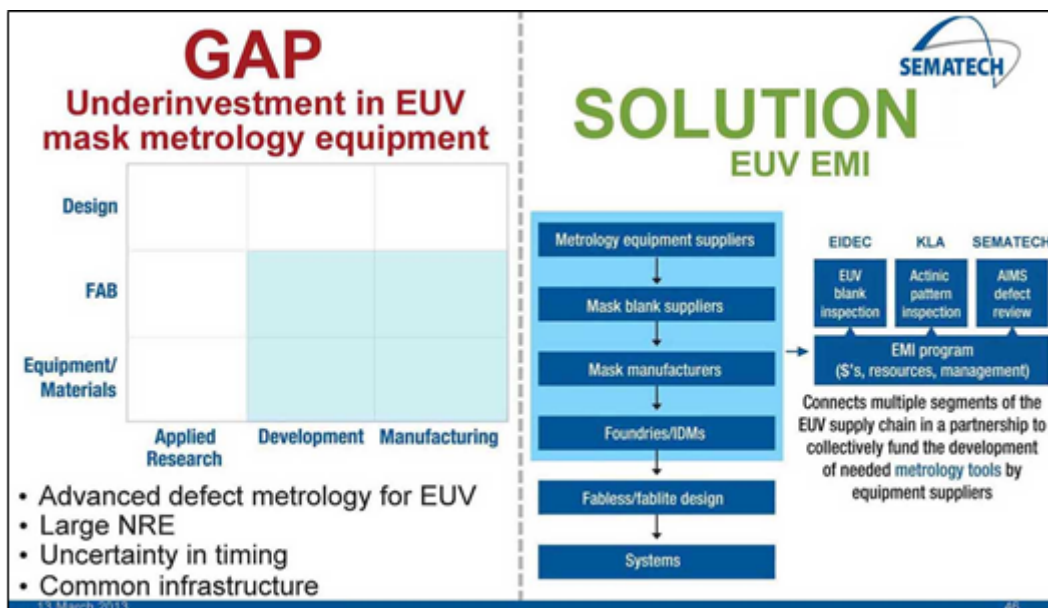 GAP
Underinvestment in EUV
mask metrology equipment
Design
FAB
Equipment/
Materials
Applied
Research
Development
Manufacturing
• Advanced defect metrology for EUV
• Large NRE
• Uncertainty in timing
• Common infrastructure
SEMATECH
SOLUTION
EUV EMI
Metrology equipment suppliers
Mask blank suppliers
Mask manufacturers
Foundries/IDMs
Fabless/fablite design
Systems
EIDEC
KLA
SEMATECH
EUV
blank
inspection
Actinic
pattern
inspection
AIMS
defect
review
EMI program
($'s, resources, management)
Connects multiple segments of the
EUV supply chain in a partnership to
collectively fund the development
of needed metrology tools by
equipment suppliers
13 March 2013
46